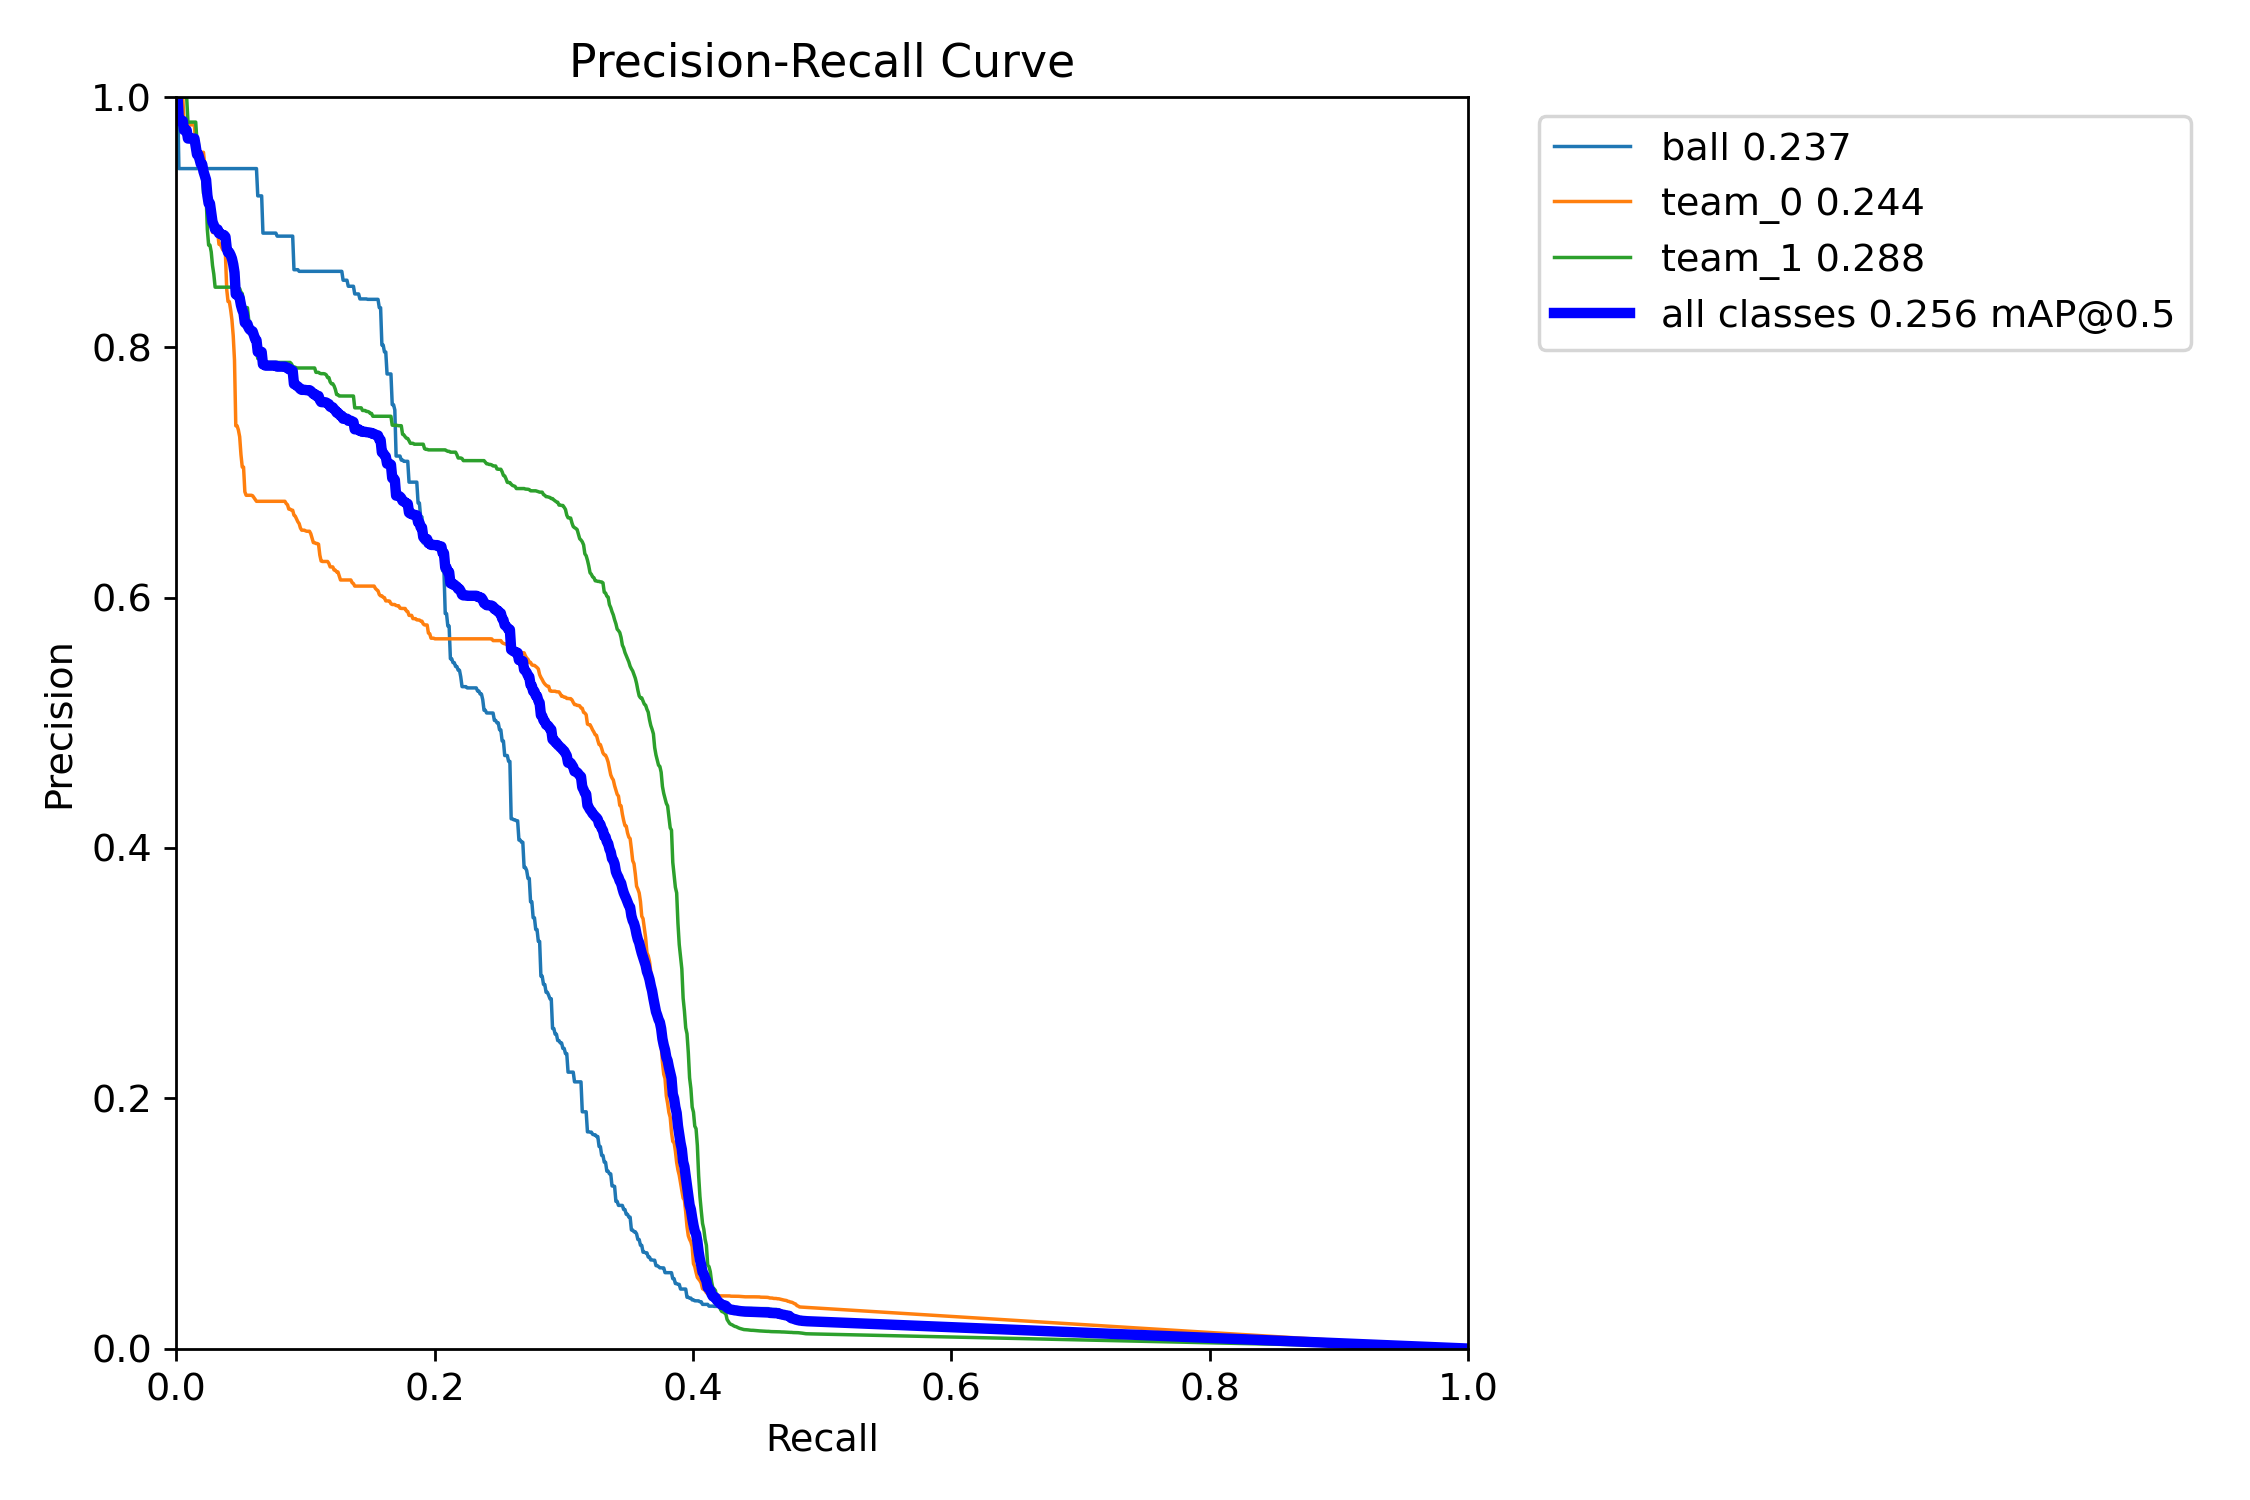 Precision-Recall Curve
1.0
0.8
0.6
0.4
0.2
0.0
Precision
0.0 0.2 0.4 0.6 0.8 1.0
Recall
ball 0.237
team_0 0.244
team_1 0.288
all classes 0.256 mAP@0.5